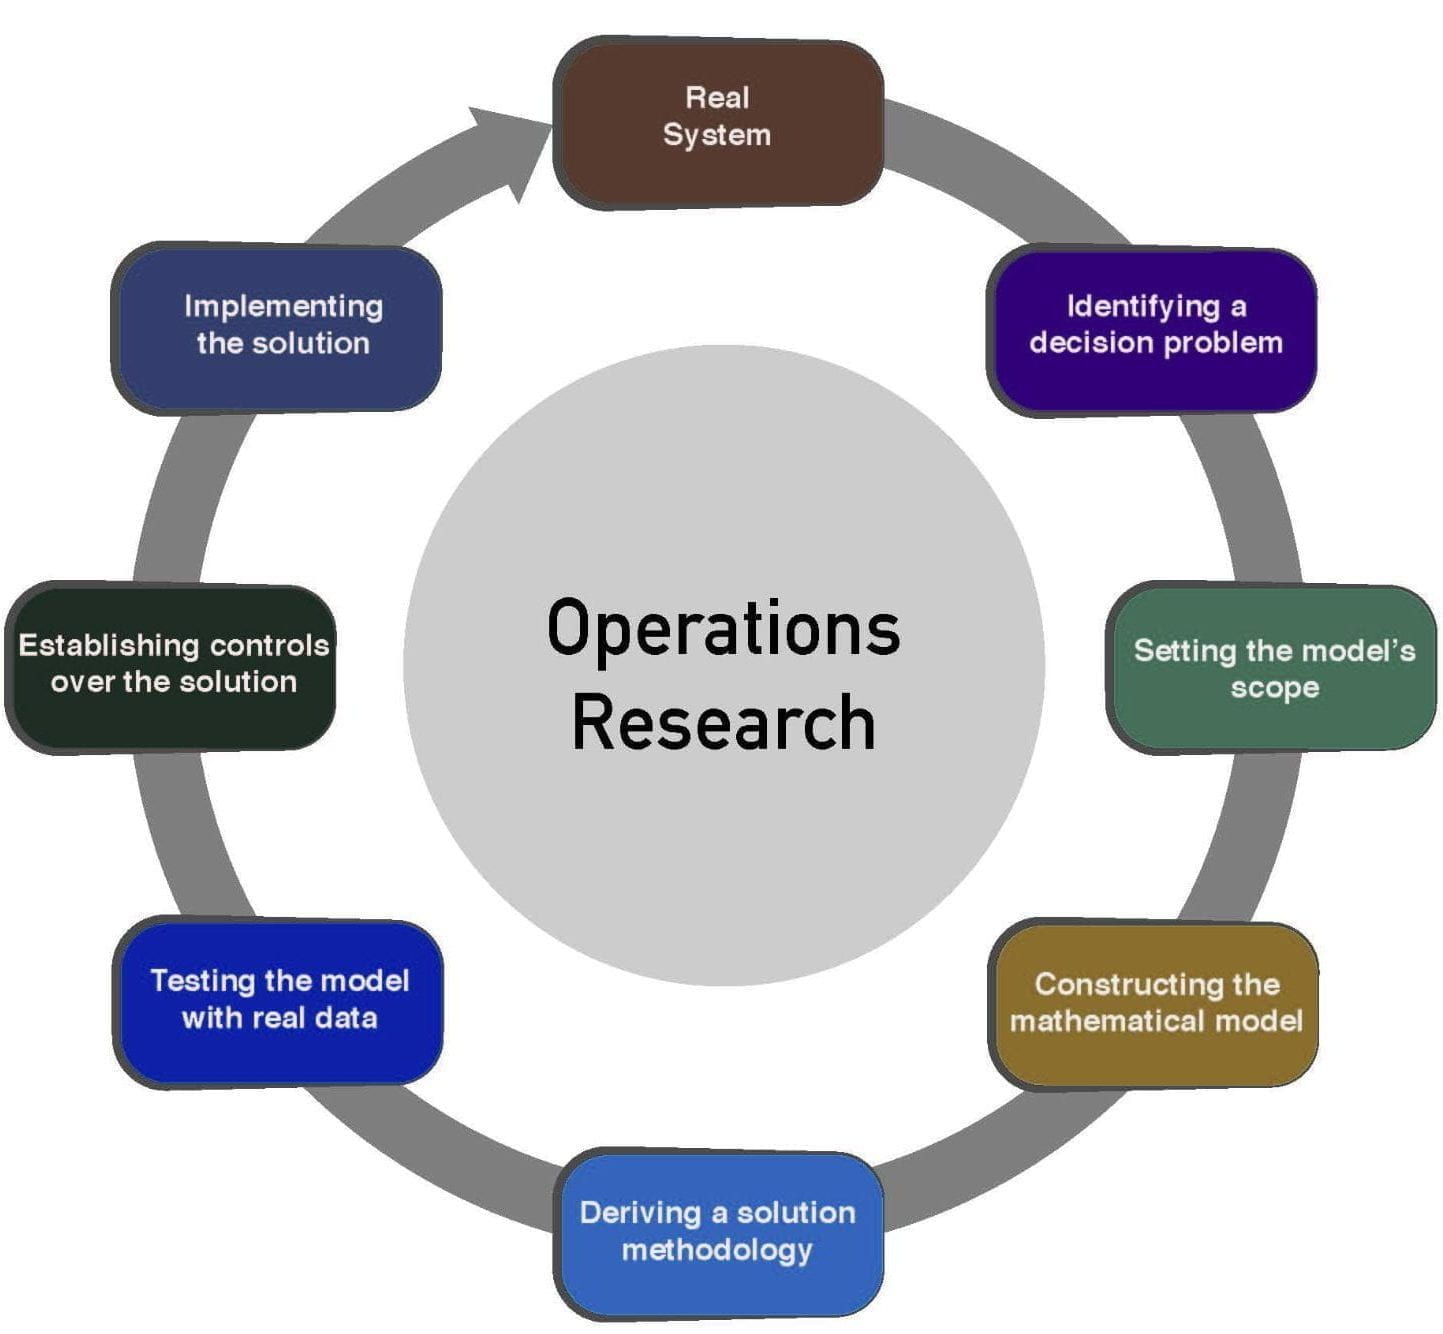 Real
System
Identifying a
decision problem
Setting the model’s
scope
Constructing the
mathematical model
Deriving a solution
methodology
Testing the model
with real data
Establishing controls
over the solution
Implementing
the solution
Operations
Research